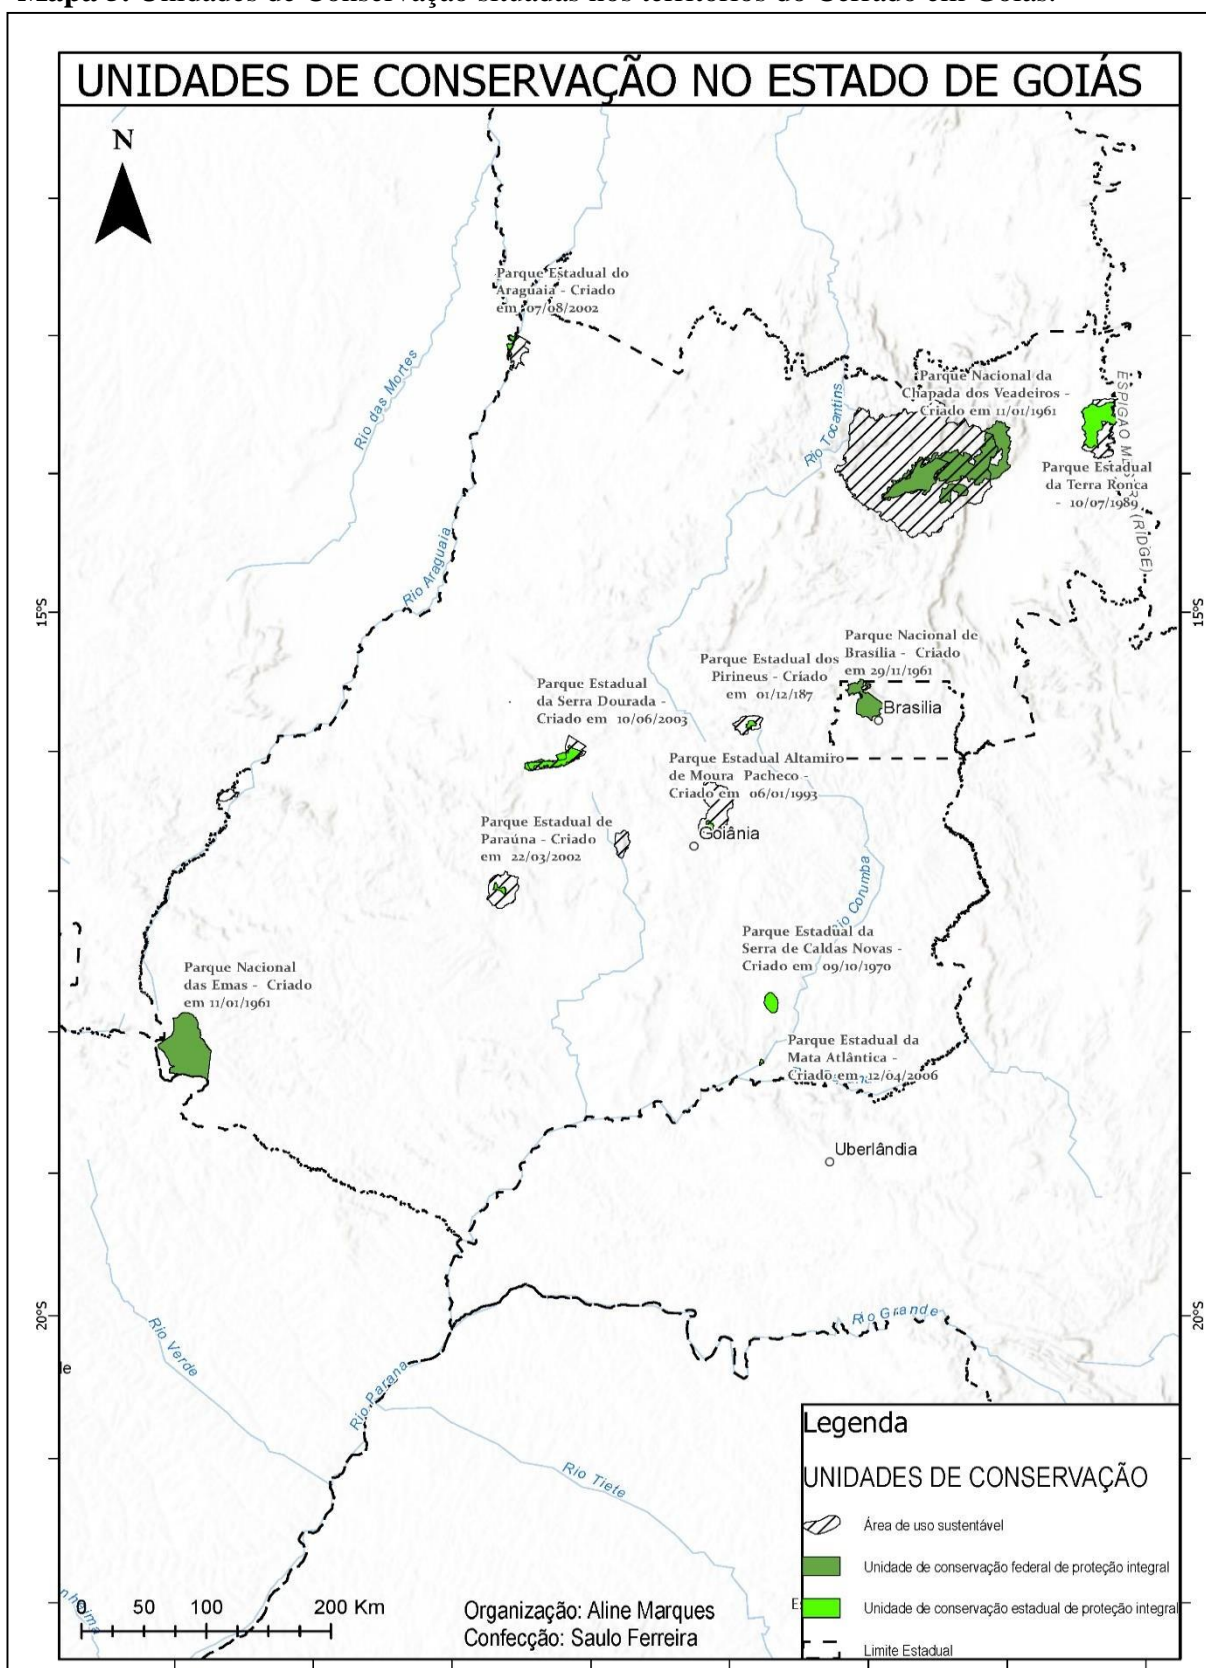 Mapa 3: Unidades de Conservação situadas nos territórios do Cerrado em Goiás.
UNIDADES DE CONSERVAÇÃO NO ESTADO DE GOIÁS
N
Parque Estadual do
Araguaia - Criado
em 07/08/2002
Rio das Mortes
Rio Tocantins
Parque Nacional da
Chapada dos Veadeiros -
Criado em 11/01/1961
Parque Estadual
da Terra Ronca
- 10/07/1989
(RIDGE)
Rio Araguaia
15°S
15°S
Parque Nacional de
Brasília - Criado
em 29/11/1961
Brasilia
Parque Estadual dos
Pirineus - Criado
em 01/12/187
Parque Estadual
da Serra Dourada -
Criado em 10/06/2003
Parque Estadual Altamiro
de Moura Pacheco -
Criado em 06/01/1993
Goiânia
Parque Estadual de
Paraúna - Criado
em 22/03/2002
Rio Corumba
Parque Estadual da
Serra de Caldas Novas -
Criado em 09/10/1970
Parque Nacional
das Emas - Criado
em 11/01/1961
Parque Estadual da
Mata Atlântica -
Criado em 12/04/2006
Uberlândia
20°S
20°S
Rio Grande
Rio Verde
Rio Parana
Rio Tiete
Legenda
UNIDADES DE CONSERVAÇÃO
Área de uso sustentável
Unidade de conservação federal de proteção integral
Unidade de conservação estadual de proteção integral
Limite Estadual
0 50 100 200 Km
Organização: Aline Marques
Confecção: Saulo Ferreira